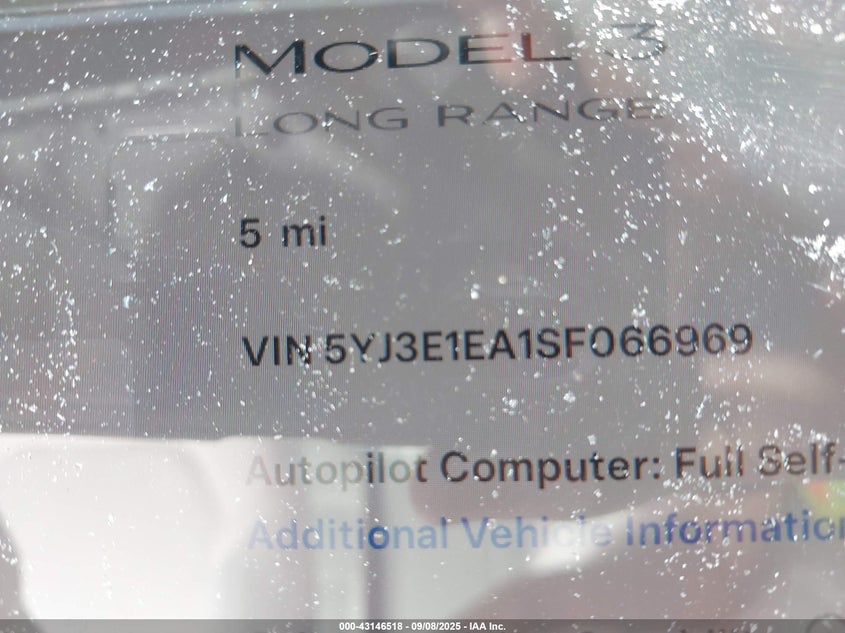 MODEL 3
LONG RANGE
5 mi
VIN 5YJ3E1EA1SF066969
Autopilot Computer: Full Self-
Additional Vehicle Informatio
000-43146518 - 09/08/2025 - IAA Inc.